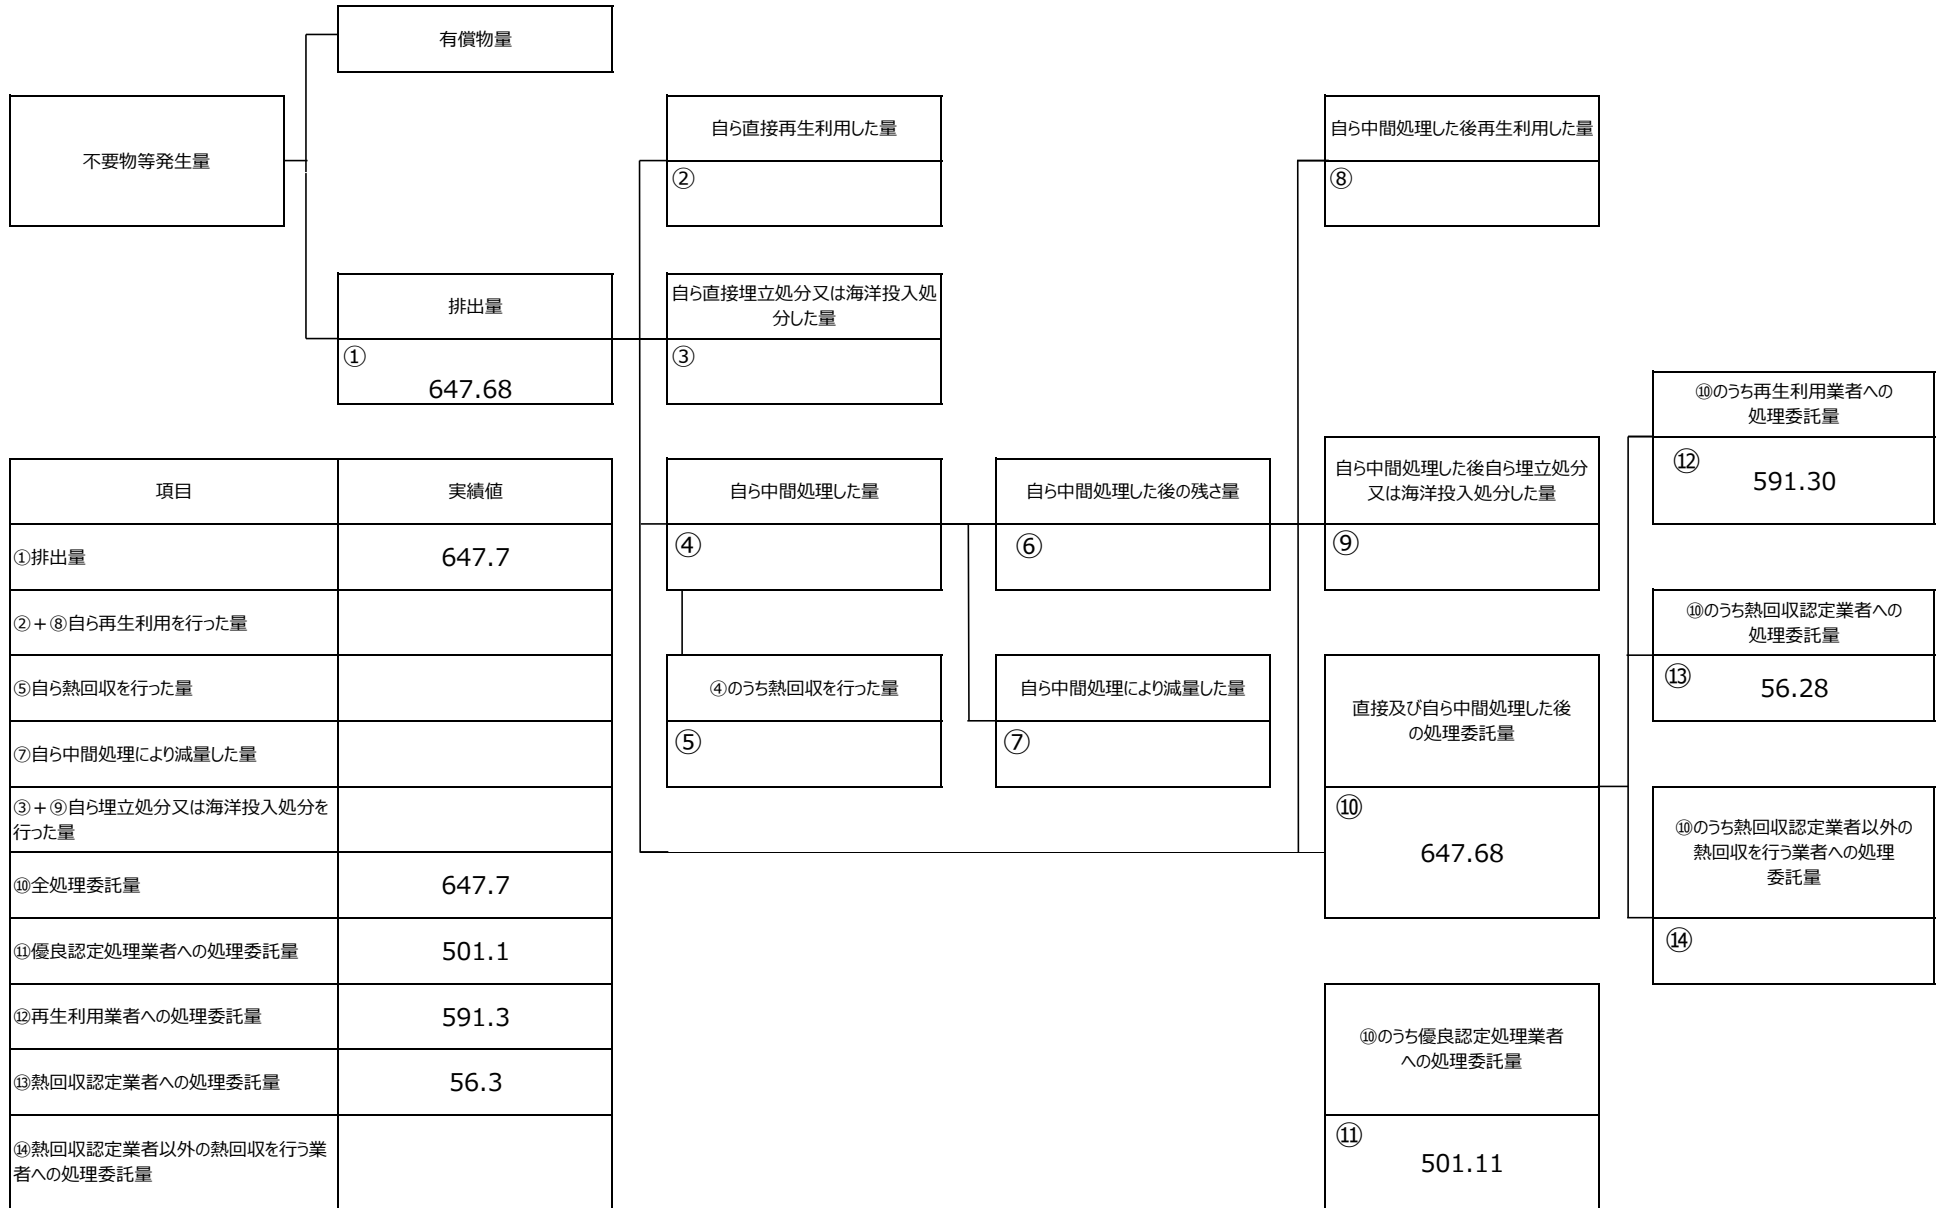 有償物量
不要物等発生量
自ら直接再生利用した量
②
自ら中間処理した後再生利用した量
⑧
排出量
①
647.68
自ら直接埋立処分又は海洋投入処
分した量
③
⑩のうち再生利用業者への
処理委託量
⑫
591.30
自ら中間処理した量
④
自ら中間処理した後の残さ量
⑥
自ら中間処理した後自ら埋立処分
又は海洋投入処分した量
⑨
⑩のうち熱回収認定業者への
処理委託量
⑬
56.28
④のうち熱回収を行った量
⑤
自ら中間処理により減量した量
⑦
直接及び自ら中間処理した後
の処理委託量
⑩
647.68
⑩のうち熱回収認定業者以外の
熱回収を行う業者への処理
委託量
⑭
⑩のうち優良認定処理業者
への処理委託量
⑪
501.11
項目 実績値
①排出量 647.7
②+⑧自ら再生利用を行った量
⑤自ら熱回収を行った量
⑦自ら中間処理により減量した量
③+⑨自ら埋立処分又は海洋投入処分を
行った量
⑩全処理委託量 647.7
⑪優良認定処理業者への処理委託量 501.1
⑫再生利用業者への処理委託量 591.3
⑬熱回収認定業者への処理委託量 56.3
⑭熱回収認定業者以外の熱回収を行う業
者への処理委託量